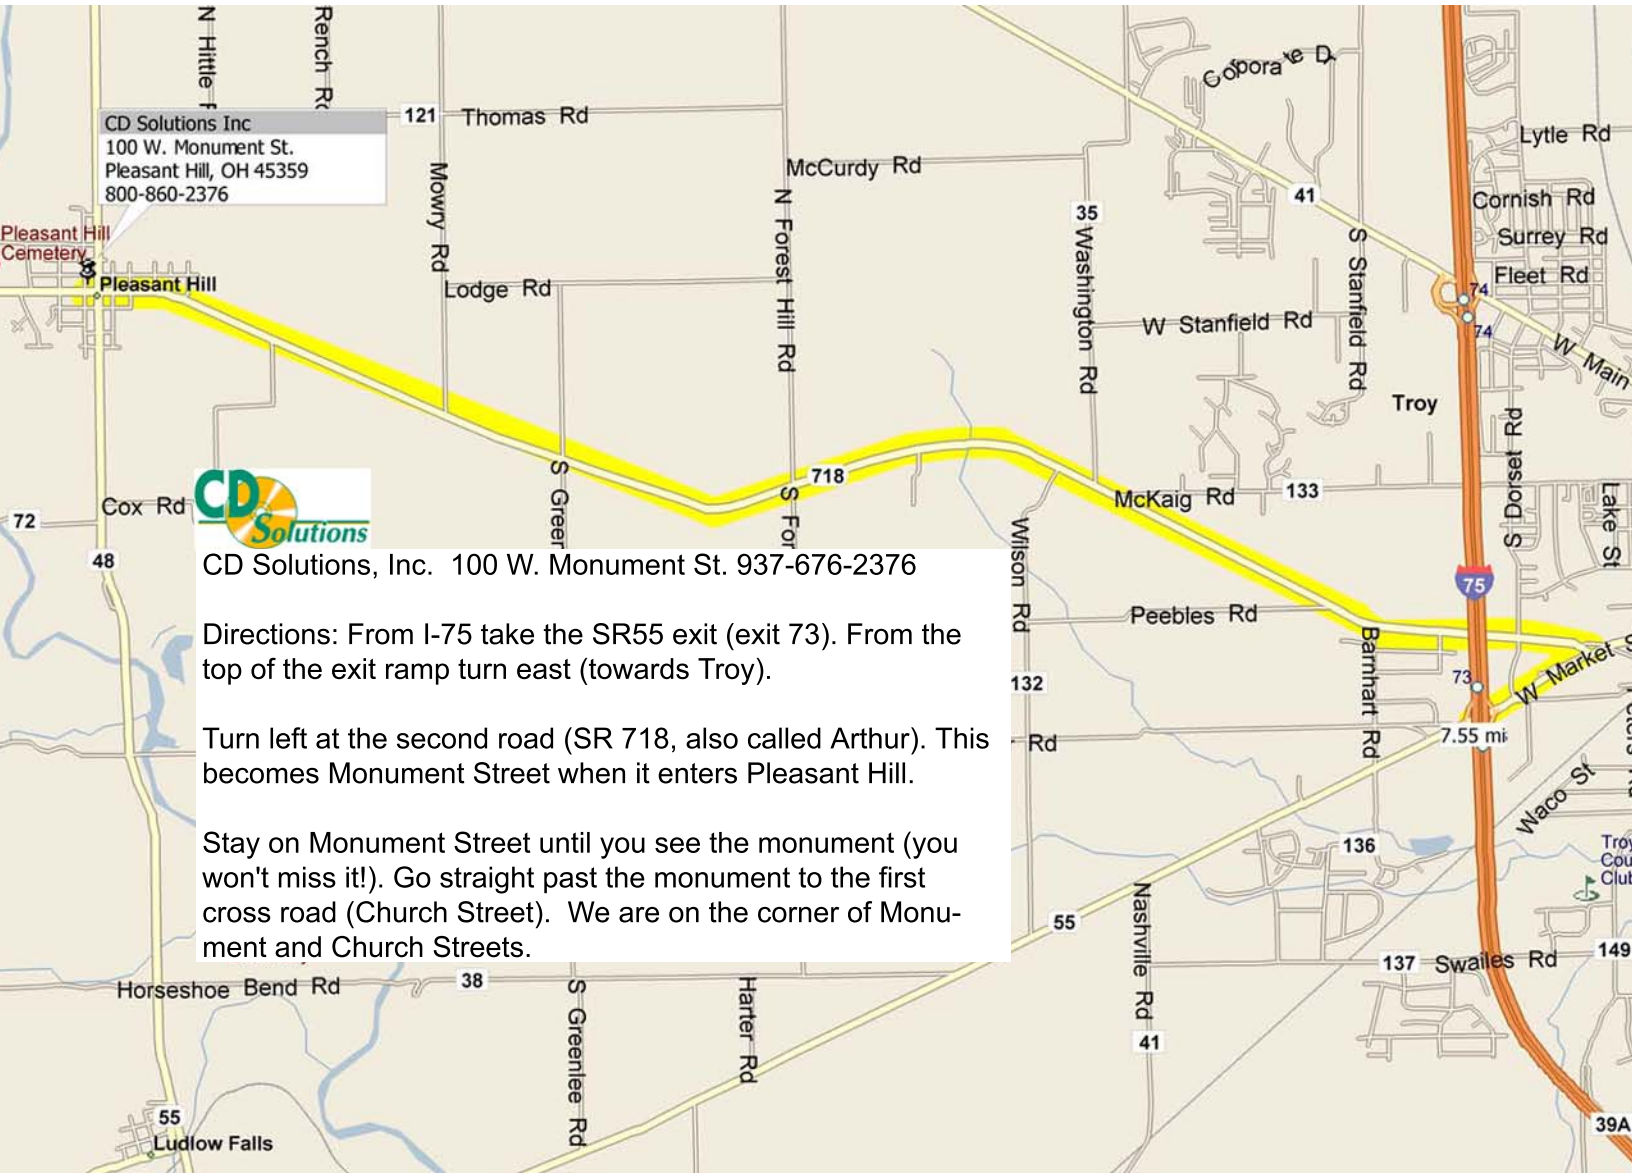 N Hittle
Rench Rd
Coporate D
CD Solutions Inc
100 W. Monument St.
Pleasant Hill, OH 45359
800-860-2376
121
Thomas Rd
Lytle Rd
McCurdy Rd
Mowry Rd
N Forest Hill Rd
41
Cornish Rd
35
Washington Rd
Pleasant Hill
Cemetery
S Stanfield Rd
Surrey Rd
Fleet Rd
Pleasant Hill
Lodge Rd
74
74
W Stanfield Rd
W Main
Troy
S Dorset Rd
718
S Green
S For
McKaig Rd
133
Lake St
Cox Rd
72
48
CD
Solutions
Wilson Rd
75
CD Solutions, Inc. 100 W. Monument St. 937-676-2376
Directions: From I-75 take the SR55 exit (exit 73). From the
top of the exit ramp turn east (towards Troy).
Turn left at the second road (SR 718, also called Arthur). This
becomes Monument Street when it enters Pleasant Hill.
Stay on Monument Street until you see the monument (you
won't miss it!). Go straight past the monument to the first
cross road (Church Street). We are on the corner of Monu-
ment and Church Streets.
Peebles Rd
Barnhart Rd
W Market S
132
73
Rd
7.55 mi
Waco St
136
Troy
Cou
Club
Nashville Rd
55
137
Swailes Rd
149
Horseshoe Bend Rd
38
S Greenlee Rd
Harter Rd
41
55
Ludlow Falls
39A